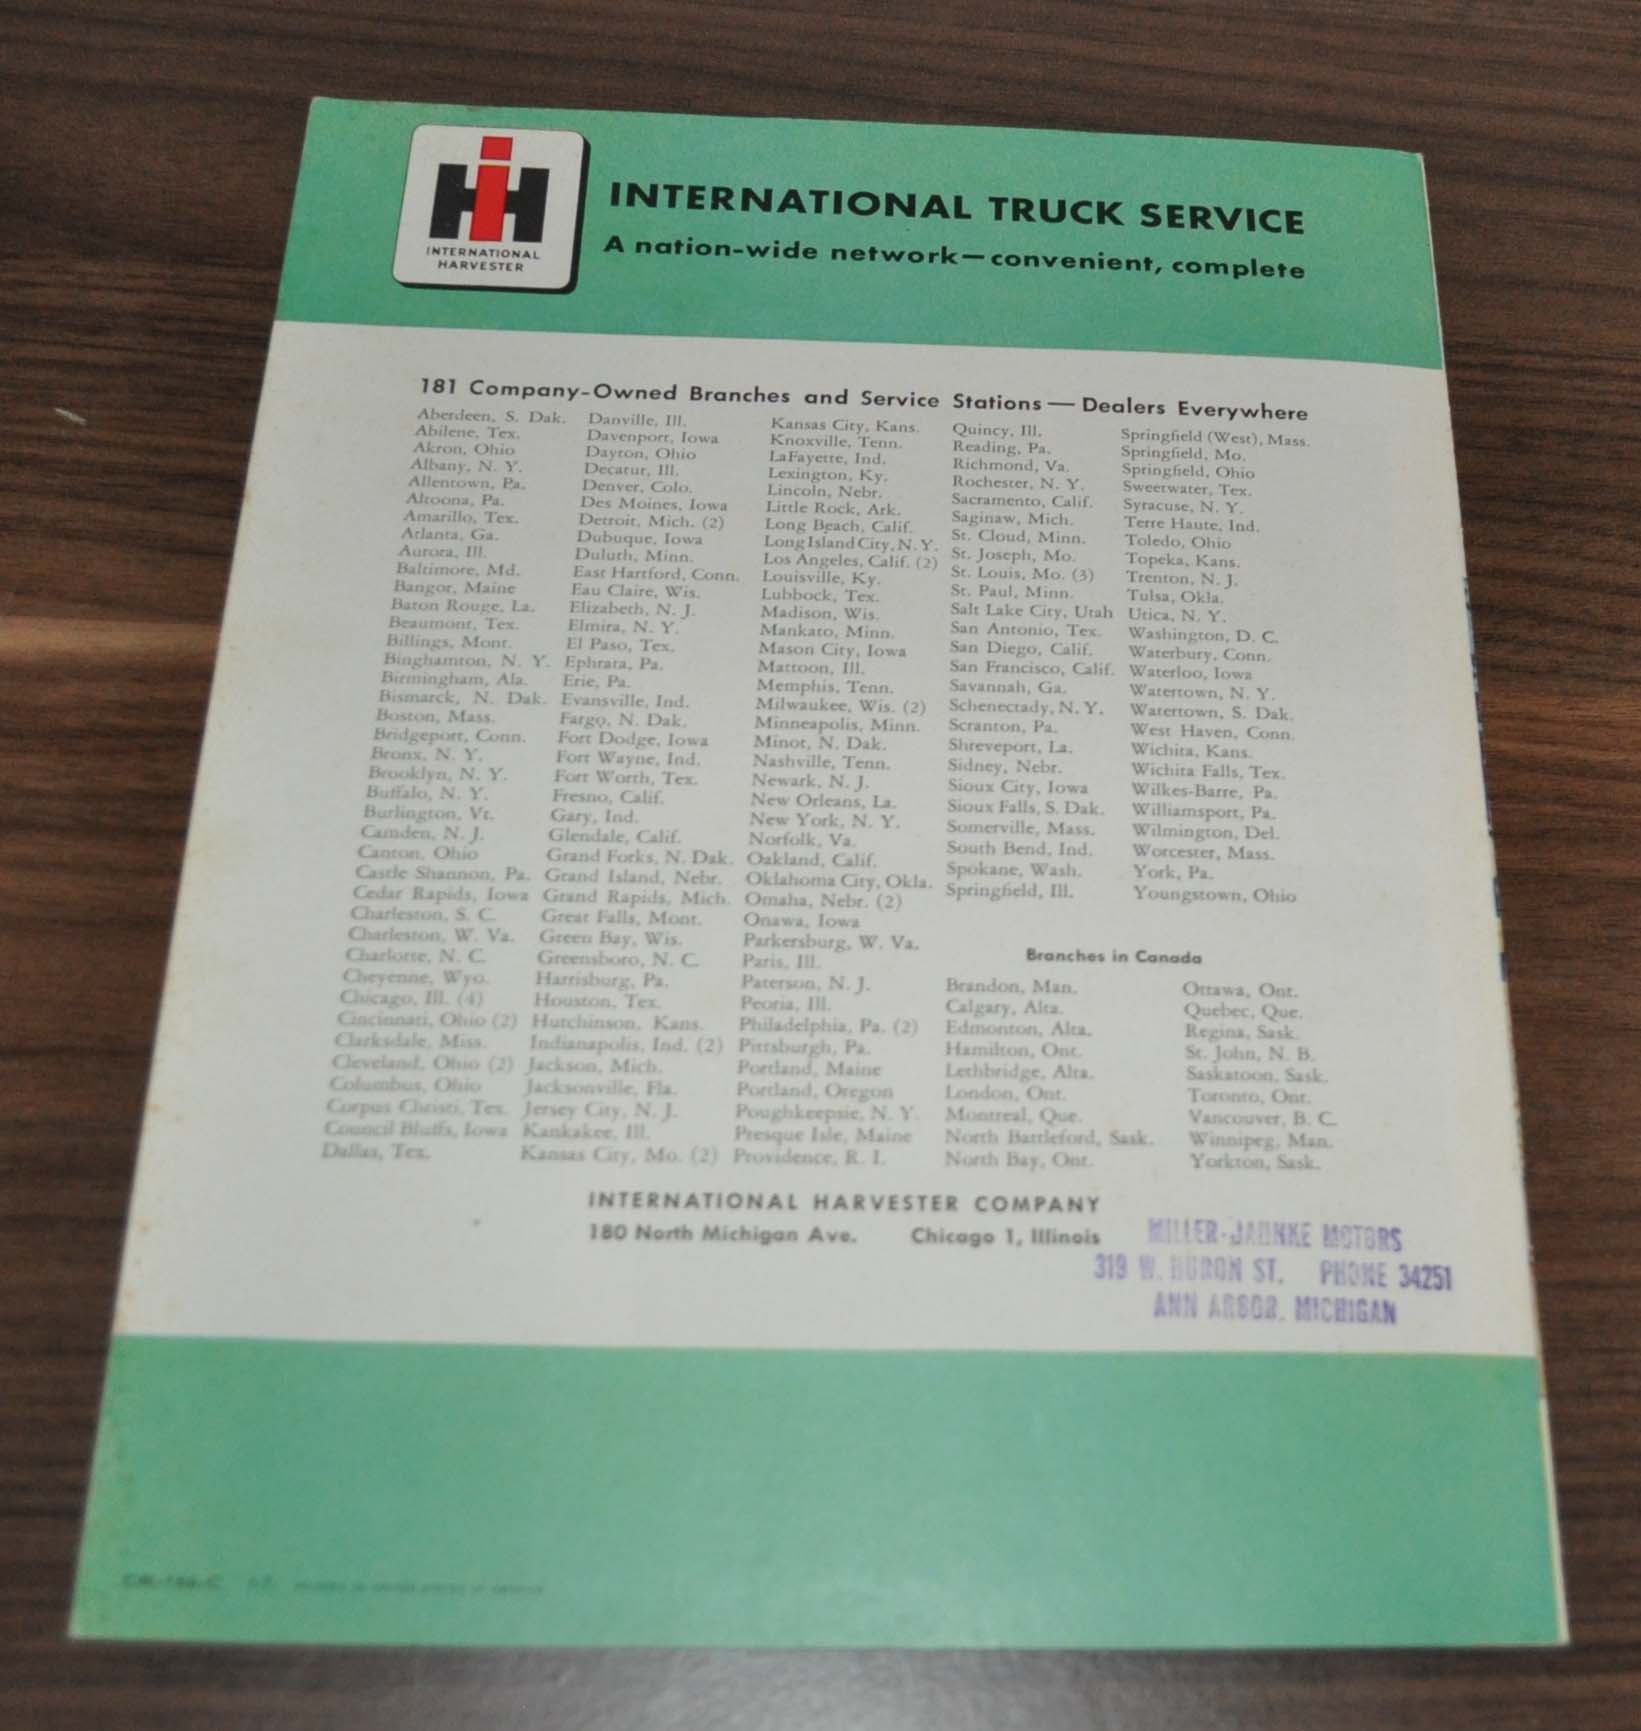 IH
INTERNATIONAL
HARVESTER
INTERNATIONAL TRUCK SERVICE
A nation-wide network—convenient, complete
181 Company-Owned Branches and Service Stations — Dealers Everywhere
Aberdeen, S. Dak.
Abilene, Tex.
Akron, Ohio
Albany, N. Y.
Allentown, Pa.
Altoona, Pa.
Amarillo, Tex.
Atlanta, Ga.
Aurora, Ill.
Baltimore, Md.
Bangor, Maine
Baton Rouge, La.
Beaumont, Tex.
Billings, Mont.
Binghamton, N. Y.
Birmingham, Ala.
Bismarck, N. Dak.
Boston, Mass.
Bridgeport, Conn.
Bronx, N. Y.
Brooklyn, N. Y.
Buffalo, N. Y.
Burlington, Vt.
Camden, N. J.
Canton, Ohio
Castle Shannon, Pa.
Cedar Rapids, Iowa
Charleston, S. C.
Charleston, W. Va.
Charlotte, N. C.
Cheyenne, Wyo.
Chicago, Ill. (4)
Cincinnati, Ohio (2)
Clarksdale, Miss.
Cleveland, Ohio (2)
Columbus, Ohio
Corpus Christi, Tex.
Council Bluffs, Iowa
Dallas, Tex.
Danville, Ill.
Davenport, Iowa
Dayton, Ohio
Decatur, Ill.
Denver, Colo.
Des Moines, Iowa
Detroit, Mich. (2)
Dubuque, Iowa
Duluth, Minn.
East Hartford, Conn.
Eau Claire, Wis.
Elizabeth, N. J.
Elmira, N. Y.
El Paso, Tex.
Ephrata, Pa.
Erie, Pa.
Evansville, Ind.
Fargo, N. Dak.
Fort Dodge, Iowa
Fort Wayne, Ind.
Fort Worth, Tex.
Fresno, Calif.
Gary, Ind.
Glendale, Calif.
Grand Forks, N. Dak.
Grand Island, Nebr.
Grand Rapids, Mich.
Great Falls, Mont.
Green Bay, Wis.
Greensboro, N. C.
Harrisburg, Pa.
Houston, Tex.
Hutchinson, Kans.
Indianapolis, Ind. (2)
Jackson, Mich.
Jacksonville, Fla.
Jersey City, N. J.
Kankakee, Ill.
Kansas City, Mo. (2)
Kansas City, Kans.
Knoxville, Tenn.
LaFayette, Ind.
Lexington, Ky.
Lincoln, Nebr.
Little Rock, Ark.
Long Beach, Calif.
Long Island City, N. Y.
Los Angeles, Calif. (2)
Louisville, Ky.
Lubbock, Tex.
Madison, Wis.
Mankato, Minn.
Mason City, Iowa
Mattoon, Ill.
Memphis, Tenn.
Milwaukee, Wis. (2)
Minneapolis, Minn.
Minot, N. Dak.
Nashville, Tenn.
Newark, N. J.
New Orleans, La.
New York, N. Y.
Norfolk, Va.
Oakland, Calif.
Oklahoma City, Okla.
Omaha, Nebr. (2)
Onawa, Iowa
Parkersburg, W. Va.
Paris, Ill.
Paterson, N. J.
Peoria, Ill.
Philadelphia, Pa. (2)
Pittsburgh, Pa.
Portland, Maine
Portland, Oregon
Poughkeepsie, N. Y.
Presque Isle, Maine
Providence, R. I.
Quincy, Ill.
Reading, Pa.
Richmond, Va.
Rochester, N. Y.
Sacramento, Calif.
Saginaw, Mich.
St. Cloud, Minn.
St. Joseph, Mo.
St. Louis, Mo. (3)
St. Paul, Minn.
Salt Lake City, Utah
San Antonio, Tex.
San Diego, Calif.
San Francisco, Calif.
Savannah, Ga.
Schenectady, N. Y.
Scranton, Pa.
Shreveport, La.
Sidney, Nebr.
Sioux City, Iowa
Sioux Falls, S. Dak.
Somerville, Mass.
South Bend, Ind.
Spokane, Wash.
Springfield, Ill.
Springfield (West), Mass.
Springfield, Mo.
Springfield, Ohio
Sweetwater, Tex.
Syracuse, N. Y.
Terre Haute, Ind.
Toledo, Ohio
Topeka, Kans.
Trenton, N. J.
Tulsa, Okla.
Utica, N. Y.
Washington, D. C.
Waterbury, Conn.
Waterloo, Iowa
Watertown, N. Y.
Watertown, S. Dak.
West Haven, Conn.
Wichita, Kans.
Wichita Falls, Tex.
Wilkes-Barre, Pa.
Williamsport, Pa.
Wilmington, Del.
Worcester, Mass.
York, Pa.
Youngstown, Ohio
Branches in Canada
Brandon, Man.
Calgary, Alta.
Edmonton, Alta.
Hamilton, Ont.
Lethbridge, Alta.
London, Ont.
Montreal, Que.
North Battleford, Sask.
North Bay, Ont.
Ottawa, Ont.
Quebec, Que.
Regina, Sask.
St. John, N. B.
Saskatoon, Sask.
Toronto, Ont.
Vancouver, B. C.
Winnipeg, Man.
Yorkton, Sask.
INTERNATIONAL HARVESTER COMPANY
180 North Michigan Ave. Chicago 1, Illinois
MILLER-JAHNKE MOTORS
319 W. HURON ST. PHONE 34251
ANN ARBOR, MICHIGAN